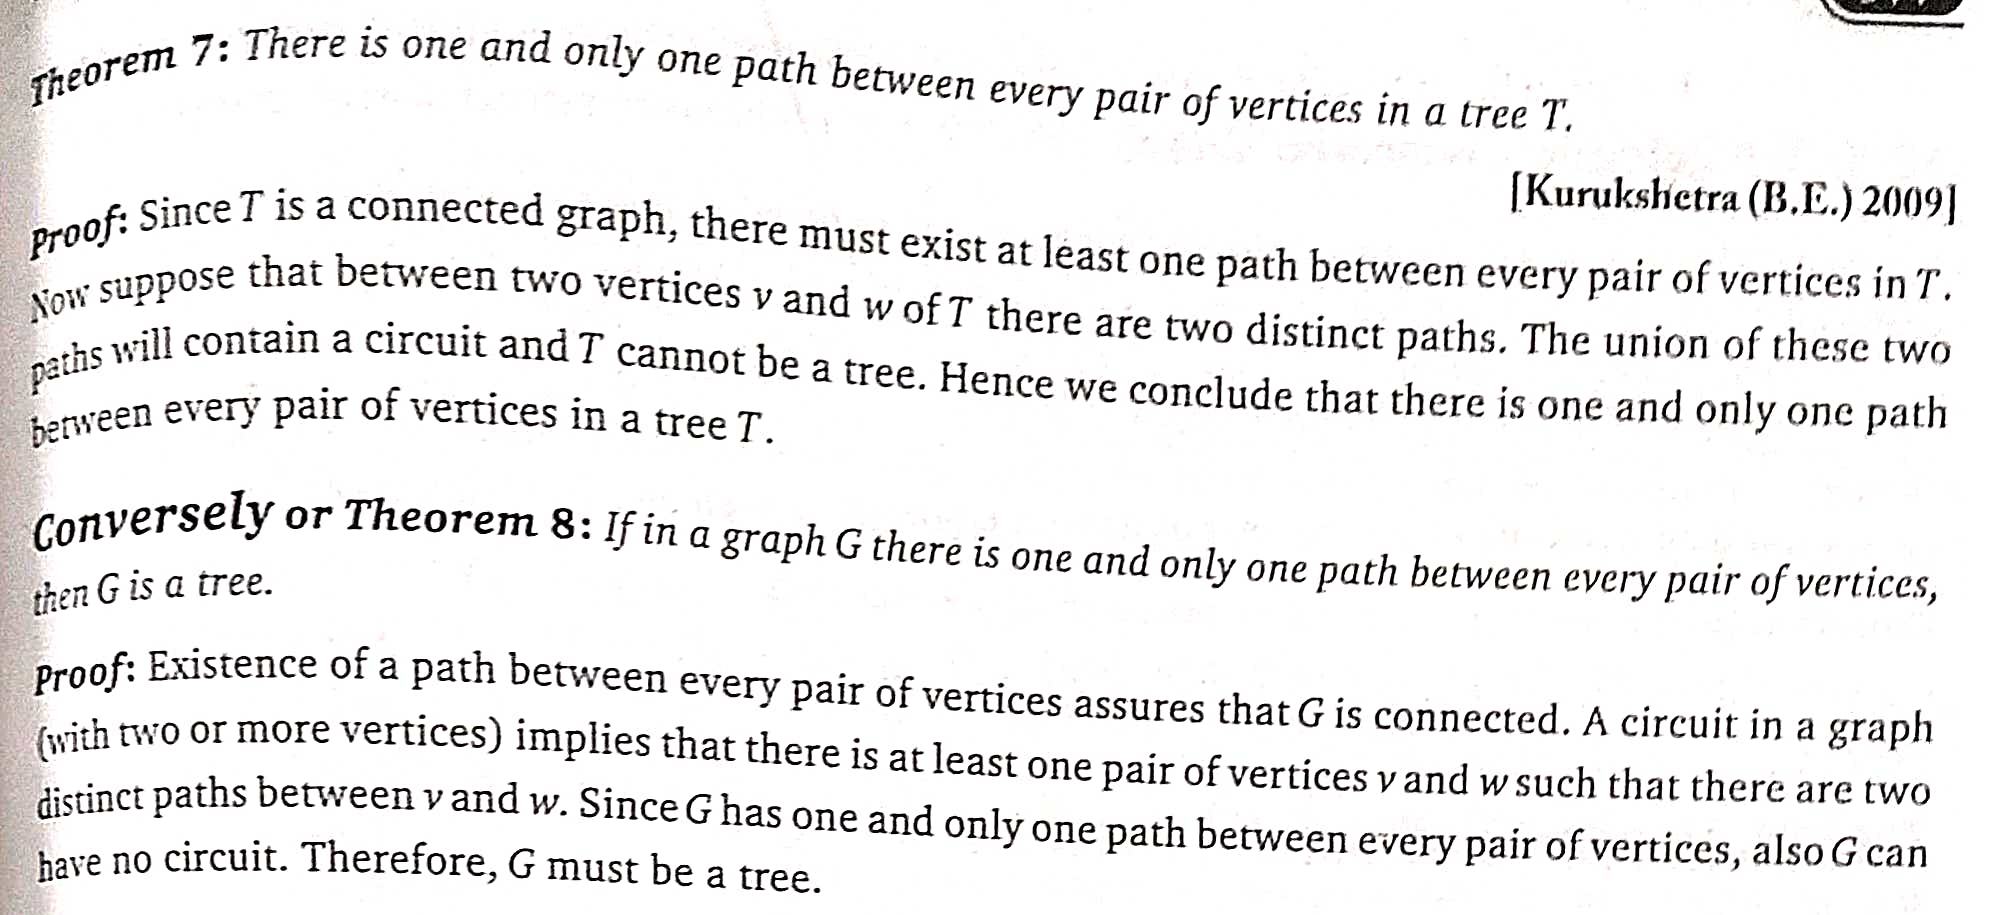 Theorem 7: There is one and only one path between every pair of vertices in a tree T.
[Kurukshetra (B.E.) 2009]
Proof: Since T is a connected graph, there must exist at least one path between every pair of vertices in T.
Now suppose that between two vertices v and w of T there are two distinct paths. The union of these two
paths will contain a circuit and T cannot be a tree. Hence we conclude that there is one and only one path
between every pair of vertices in a tree T.
Conversely or Theorem 8: If in a graph G there is one and only one path between every pair of vertices,
then G is a tree.
Proof: Existence of a path between every pair of vertices assures that G is connected. A circuit in a graph
(with two or more vertices) implies that there is at least one pair of vertices v and w such that there are two
distinct paths between v and w. Since G has one and only one path between every pair of vertices, also G can
have no circuit. Therefore, G must be a tree.